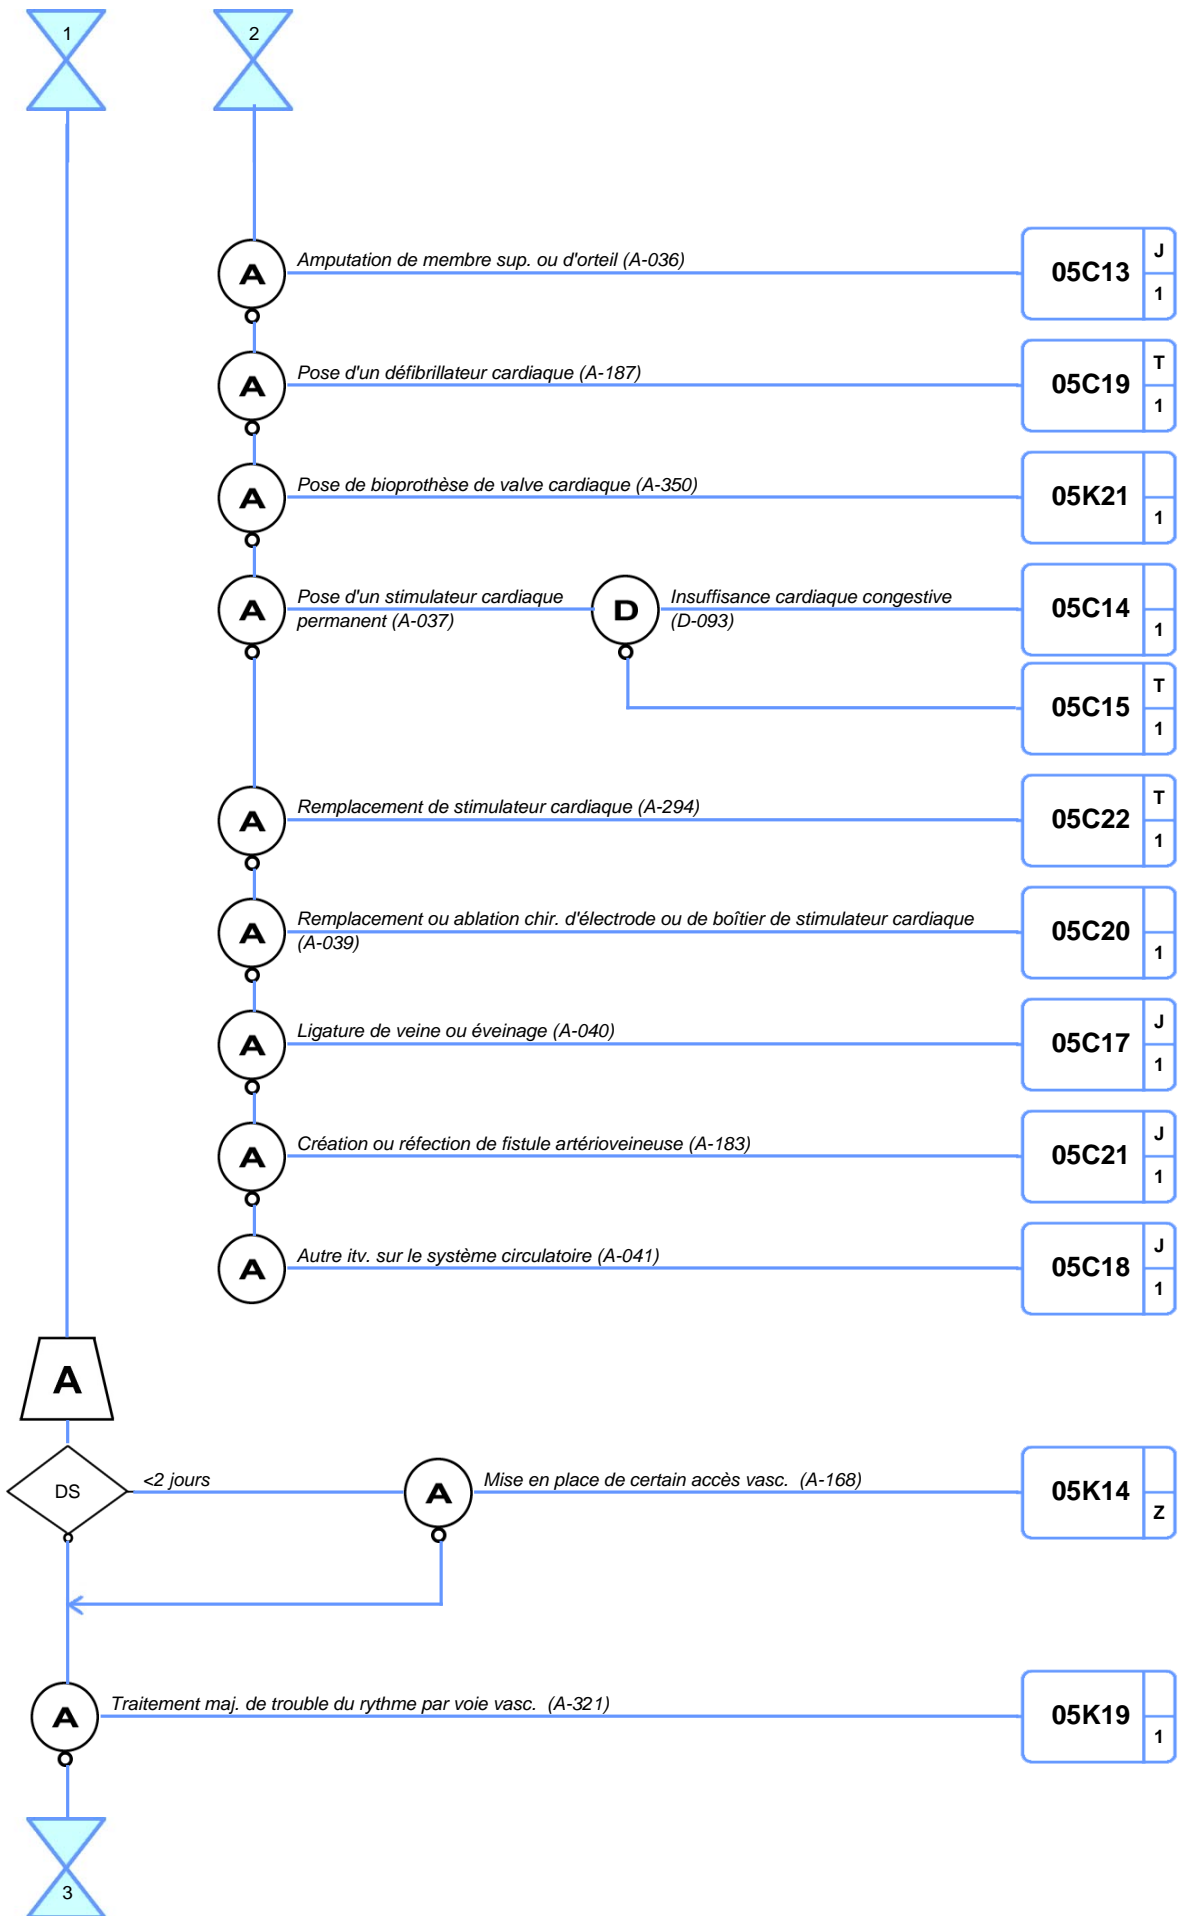 1
2
A
Amputation de membre sup. ou d'orteil (A-036)
05C13
J
1
A
Pose d'un défibrillateur cardiaque (A-187)
05C19
T
1
A
Pose de bioprothèse de valve cardiaque (A-350)
05K21
1
A
Pose d'un stimulateur cardiaque
permanent (A-037)
D
Insuffisance cardiaque congestive
(D-093)
05C14
1
05C15
T
1
A
Remplacement de stimulateur cardiaque (A-294)
05C22
T
1
A
Remplacement ou ablation chir. d'électrode ou de boîtier de stimulateur cardiaque
(A-039)
05C20
1
A
Ligature de veine ou éveinage (A-040)
05C17
J
1
A
Création ou réfection de fistule artérioveineuse (A-183)
05C21
J
1
A
Autre itv. sur le système circulatoire (A-041)
05C18
J
1
A
DS
<2 jours
A
Mise en place de certain accès vasc. (A-168)
05K14
Z
A
Traitement maj. de trouble du rythme par voie vasc. (A-321)
05K19
1
3